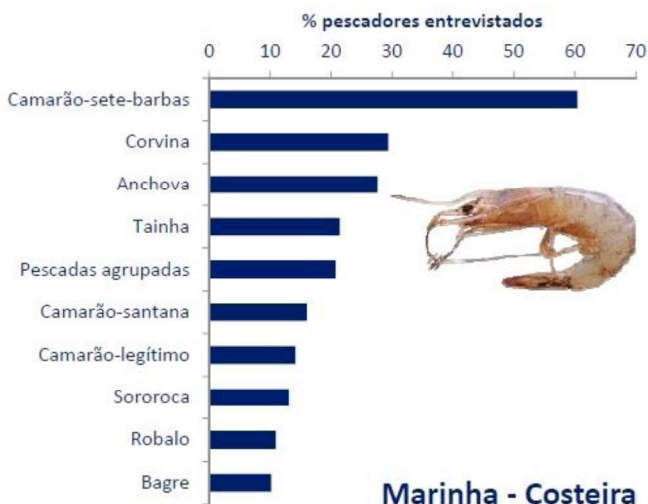 % pescadores entrevistados
0 10 20 30 40 50 60 70
Camarão-sete-barbas
Corvina
Anchova
Tainha
Pescadas agrupadas
Camarão-santana
Camarão-legítimo
Sororoca
Robalo
Bagre
Marinha - Costeira